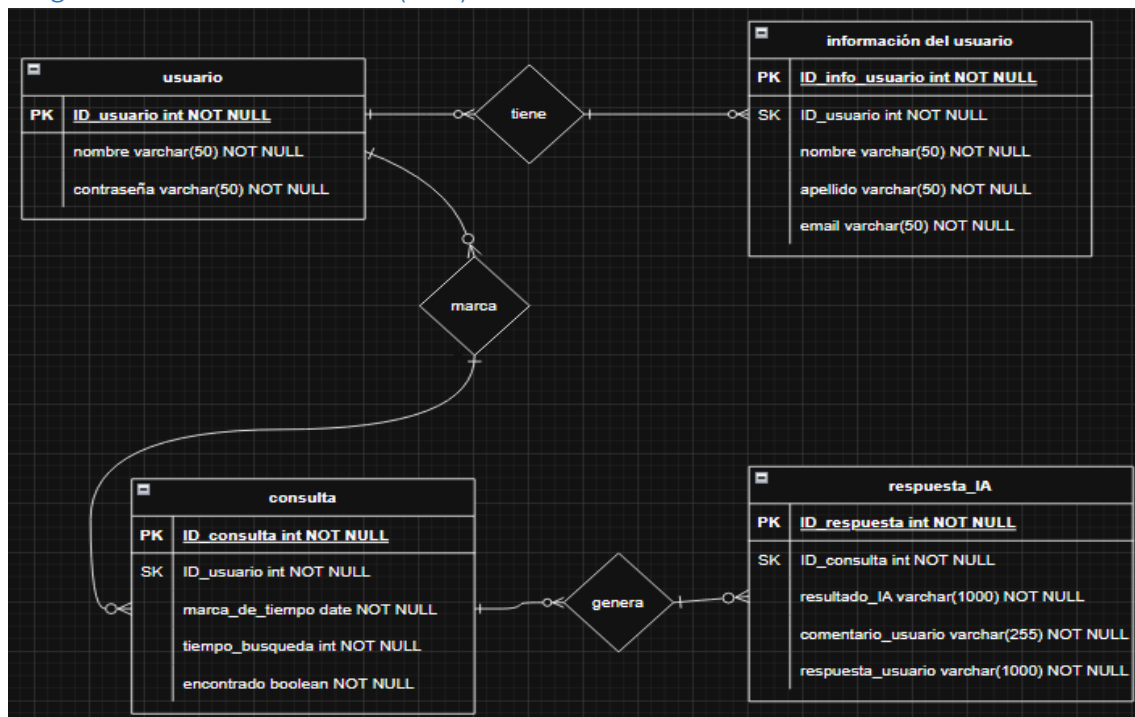 usuario
PK ID_usuario int NOT NULL
nombre varchar(50) NOT NULL
contraseña varchar(50) NOT NULL
tiene
información del usuario
PK ID_info_usuario int NOT NULL
SK ID_usuario int NOT NULL
nombre varchar(50) NOT NULL
apellido varchar(50) NOT NULL
email varchar(50) NOT NULL
marca
consulta
PK ID_consulta int NOT NULL
SK ID_usuario int NOT NULL
marca_de_tiempo date NOT NULL
tiempo_busqueda int NOT NULL
encontrado boolean NOT NULL
genera
respuesta_IA
PK ID_respuesta int NOT NULL
SK ID_consulta int NOT NULL
resultado_IA varchar(1000) NOT NULL
comentario_usuario varchar(255) NOT NULL
respuesta_usuario varchar(1000) NOT NULL